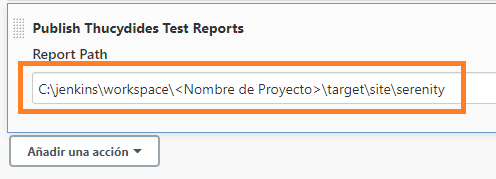 Publish Thucydides Test Reports
Report Path
C:\jenkins\workspace\<Nombre de Proyecto>\target\site\serenity
Añadir una acción